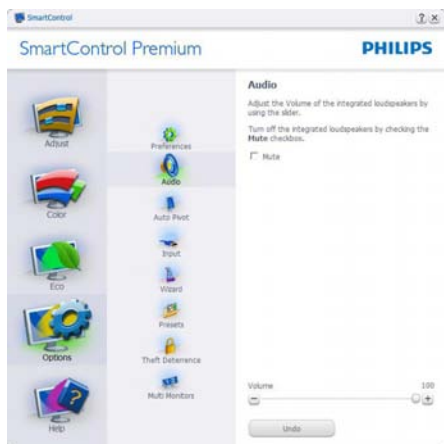 SmartControl
SmartControl Premium
PHILIPS
Adjust
Color
Eco
Options
Help
Preferences
Audio
Auto Pivot
Input
Wizard
Presets
Theft Deterrence
Multi Monitors
Audio
Adjust the Volume of the integrated loudspeakers by
using the slider.
Turn off the integrated loudspeakers by checking the
Mute checkbox.
Mute
Volume 100
Undo